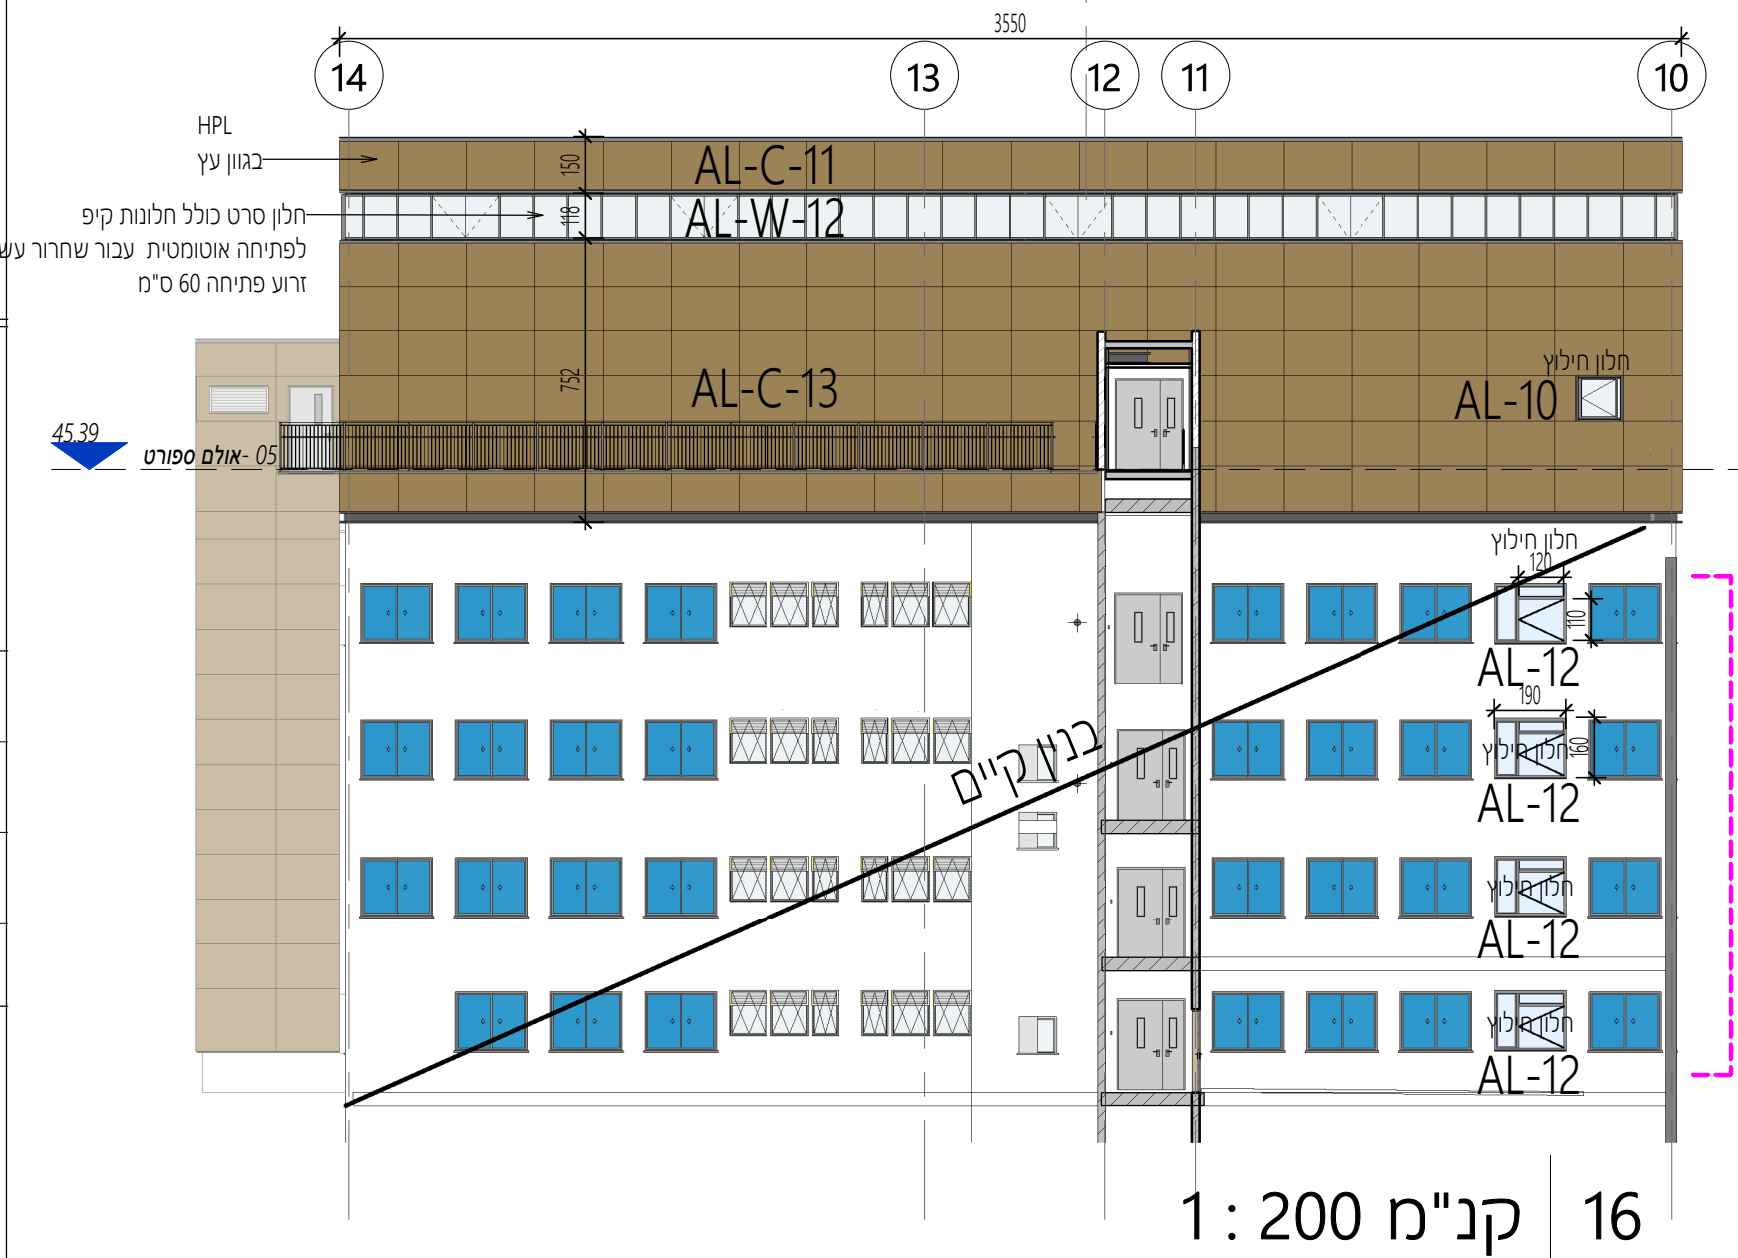 3550
14
13
12
11
10
HPL
בגוון עץ
150
AL-C-11
חלון סרט כולל חלונות קיפ
לפתיחה אוטומטית עבור שחרור עש
זרוע פתיחה 60 ס"מ
118
AL-W-12
752
AL-C-13
חלון חילוץ
AL-10
45.39
05 -אולם ספורט
חלון חילוץ
120
110
AL-12
190
חלון חילוץ
160
AL-12
בניין קיים
חלון חילוץ
AL-12
חלון חילוץ
AL-12
16
קנ"מ 200 : 1